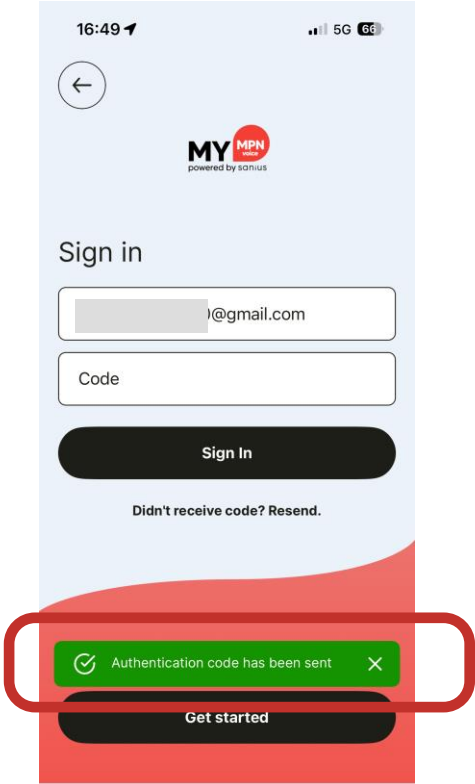 16:49
5G 66
MY MPN
voice
powered by sanius
Sign in
@gmail.com
Code
Sign In
Didn't receive code? Resend.
Authentication code has been sent
Get started